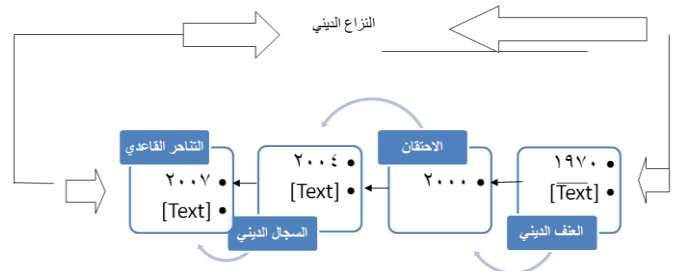 النزاع الديني
١٩٧٠
[Text]
العنف الديني
الاحتقان
٢٠٠٠
٢٠٠٤
[Text]
السجال الديني
التناحر القاعدي
٢٠٠٧
[Text]